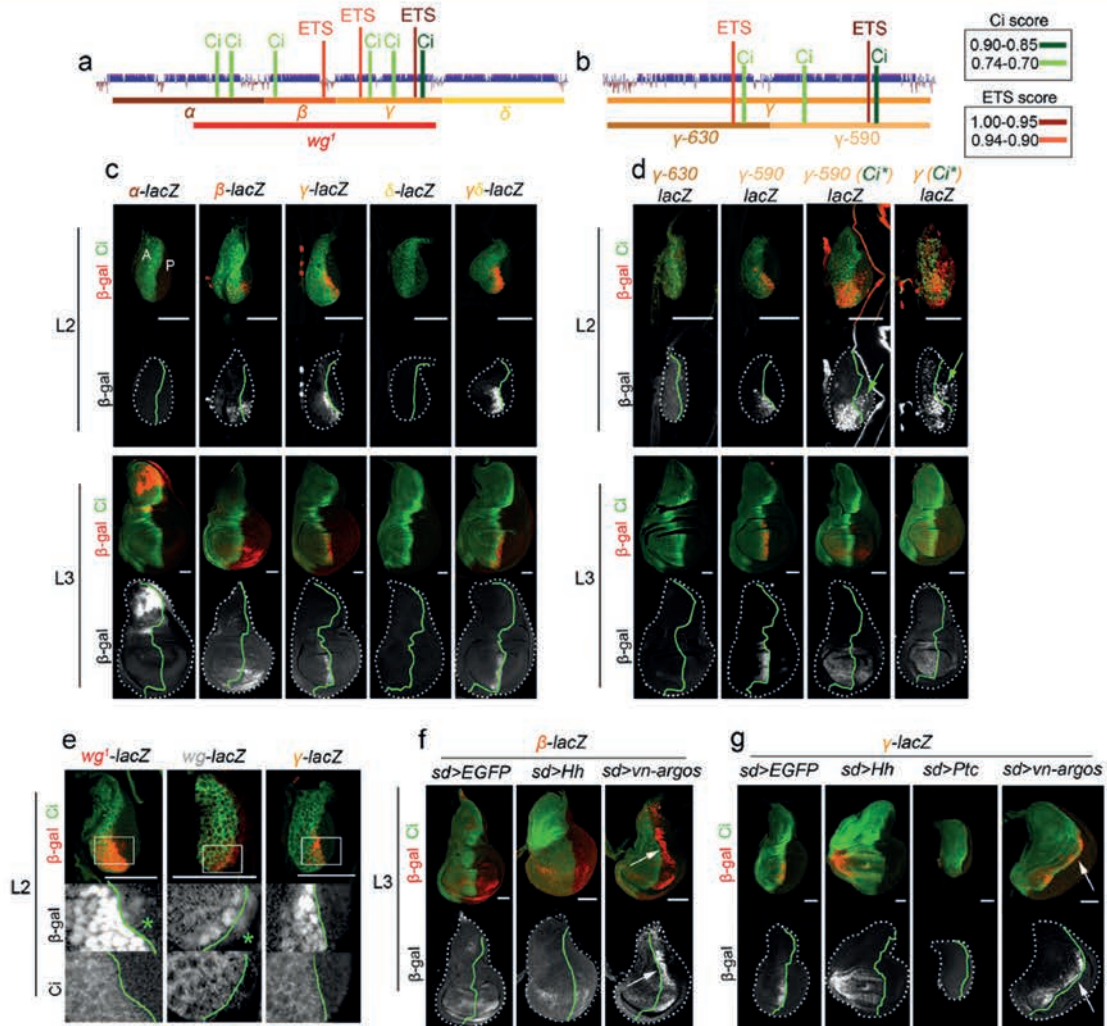 a
ETS ETS ETS
Ci Ci Ci Ci Ci Ci
α β γ δ
wg¹
b
ETS ETS
Ci Ci Ci
γ
γ-630 γ-590
Ci score
0.90-0.85
0.74-0.70
ETS score
1.00-0.95
0.94-0.90
c
α-lacZ β-lacZ γ-lacZ δ-lacZ γδ-lacZ
A P
L2
β-gal Ci
β-gal
L3
β-gal Ci
β-gal
d
γ-630 γ-590 γ-590 (Ci*) γ (Ci*)
lacZ lacZ lacZ lacZ
L2
β-gal Ci
β-gal
L3
β-gal Ci
β-gal
e
wg¹-lacZ wg-lacZ γ-lacZ
L2
β-gal Ci
β-gal
* *
Ci
f
β-lacZ
sd>EGFP sd>Hh sd>vn-argos
L3
β-gal Ci
β-gal
g
γ-lacZ
sd>EGFP sd>Hh sd>Ptc sd>vn-argos
β-gal Ci
β-gal